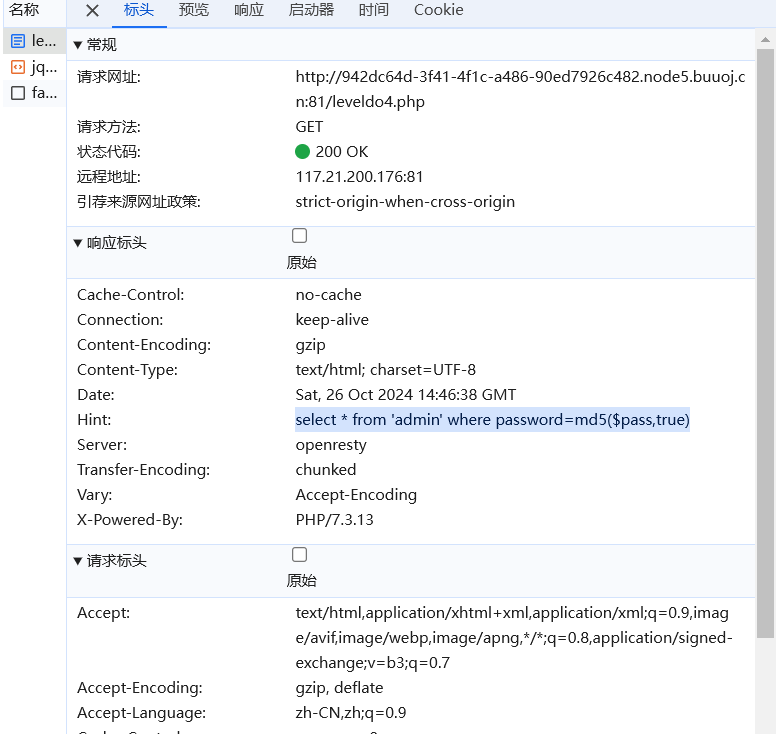 名称
标头 预览 响应 启动器 时间 Cookie
le...
jq...
fa...
常规
请求网址: http://942dc64d-3f41-4f1c-a486-90ed7926c482.node5.buuoj.c
n:81/leveldo4.php
请求方法: GET
状态代码: 200 OK
远程地址: 117.21.200.176:81
引荐来源网址政策: strict-origin-when-cross-origin
响应标头
原始
Cache-Control: no-cache
Connection: keep-alive
Content-Encoding: gzip
Content-Type: text/html; charset=UTF-8
Date: Sat, 26 Oct 2024 14:46:38 GMT
Hint: select * from 'admin' where password=md5($pass,true)
Server: openresty
Transfer-Encoding: chunked
Vary: Accept-Encoding
X-Powered-By: PHP/7.3.13
请求标头
原始
Accept: text/html,application/xhtml+xml,application/xml;q=0.9,imag
e/avif,image/webp,image/apng,*/*;q=0.8,application/signed-
exchange;v=b3;q=0.7
Accept-Encoding: gzip, deflate
Accept-Language: zh-CN,zh;q=0.9